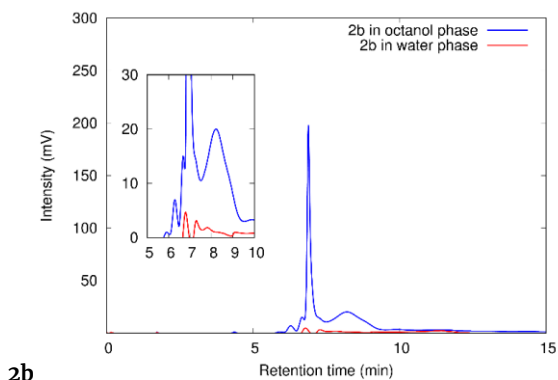 300
250
200
150
100
50
Intensity (mV)
2b in octanol phase
2b in water phase
30
20
10
0
5 6 7 8 9 10
0 5 10 15
Retention time (min)
2b